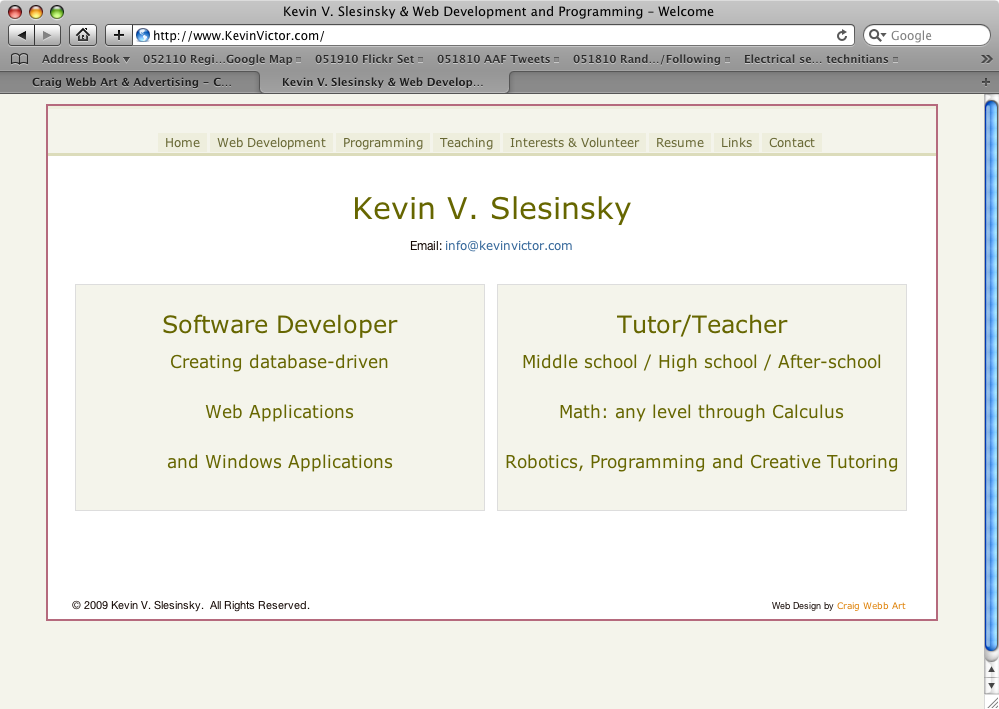 Kevin V. Slesinsky & Web Development and Programming – Welcome
http://www.KevinVictor.com/
Google
Address Book
052110 Regi...Google Map
051910 Flickr Set
051810 AAF Tweets
051810 Rand.../Following
Electrical se... technitians
Craig Webb Art & Advertising – C...
Kevin V. Slesinsky & Web Develop...
Home Web Development Programming Teaching Interests & Volunteer Resume Links Contact
Kevin V. Slesinsky
Email: info@kevinvictor.com
Software Developer
Creating database-driven
Web Applications
and Windows Applications
Tutor/Teacher
Middle school / High school / After-school
Math: any level through Calculus
Robotics, Programming and Creative Tutoring
© 2009 Kevin V. Slesinsky. All Rights Reserved.
Web Design by Craig Webb Art